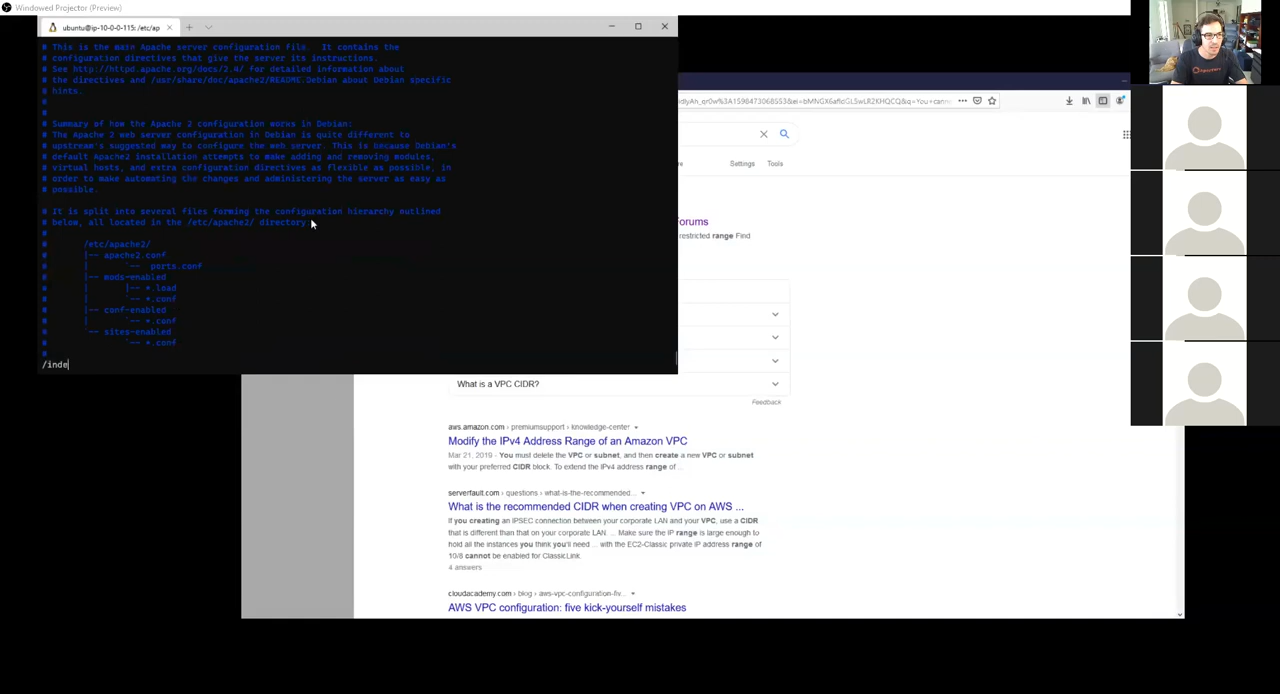 Windowed Projector (Preview)
ubuntu@ip-10-0-0-115: /etc/ap
# This is the main Apache server configuration file.  It contains the
# configuration directives that give the server its instructions.
# See http://httpd.apache.org/docs/2.4/ for detailed information about
# the directives and /usr/share/doc/apache2/README.Debian about Debian specific
# hints.
#
#
# Summary of how the Apache 2 configuration works in Debian:
# The Apache 2 web server configuration in Debian is quite different to
# upstream's suggested way to configure the web server. This is because Debian's
# default Apache2 installation attempts to make adding and removing modules,
# virtual hosts, and extra configuration directives as flexible as possible, in
# order to make automating the changes and administering the server as easy as
# possible.
# It is split into several files forming the configuration hierarchy outlined
# below, all located in the /etc/apache2/ directory
#
#       /etc/apache2/
#       |-- apache2.conf
#       |       `--  ports.conf
#       |-- mods-enabled
#       |       |-- *.load
#       |       `-- *.conf
#       |-- conf-enabled
#       |       `-- *.conf
#       `-- sites-enabled
#               `-- *.conf
#
/inde
Settings
Tools
orums
restricted range Find
What is a VPC CIDR?
Feedback
aws.amazon.com › premiumsupport › knowledge-center
Modify the IPv4 Address Range of an Amazon VPC
Mar 21, 2019 - You must delete the VPC or subnet, and then create a new VPC or subnet
with your preferred CIDR block. To extend the IPv4 address range of ...
serverfault.com › questions › what-is-the-recommended...
What is the recommended CIDR when creating VPC on AWS ...
If you creating an IPSEC connection between your corporate LAN and your VPC, use a CIDR
that is different than that on your corporate LAN. ... Make sure the IP range is large enough to
hold all the instances you think you'll need ... with the EC2-Classic private IP address range of
10/8 cannot be enabled for ClassicLink.
4 answers
cloudacademy.com › blog › aws-vpc-configuration-fiv...
AWS VPC configuration: five kick-yourself mistakes